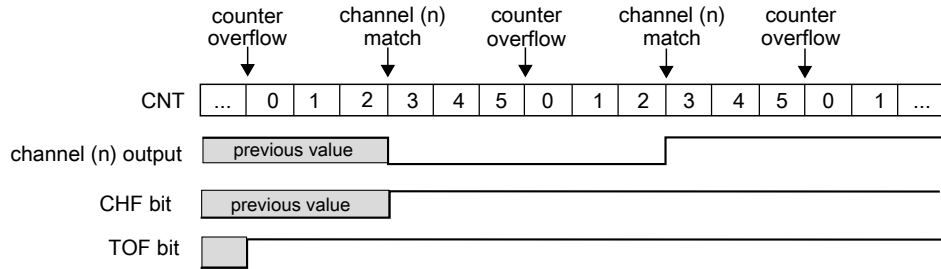 counter
overflow
channel (n)
match
counter
overflow
channel (n)
match
counter
overflow
CNT ... 0 1 2 3 4 5 0 1 2 3 4 5 0 1 ...
channel (n) output previous value
CHF bit previous value
TOF bit